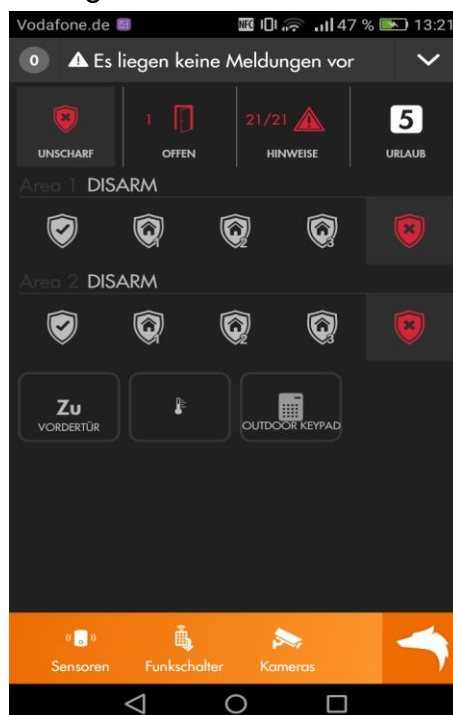 Vodafone.de NFC 47 % 13:21
0 Es liegen keine Meldungen vor
1 21/21 5
UNSCHARF OFFEN HINWEISE URLAUB
Area 1 DISARM
1 2 3
Area 2 DISARM
1 2 3
Zu
VORDERTÜR OUTDOOR KEYPAD
Sensoren Funkschalter Kameras